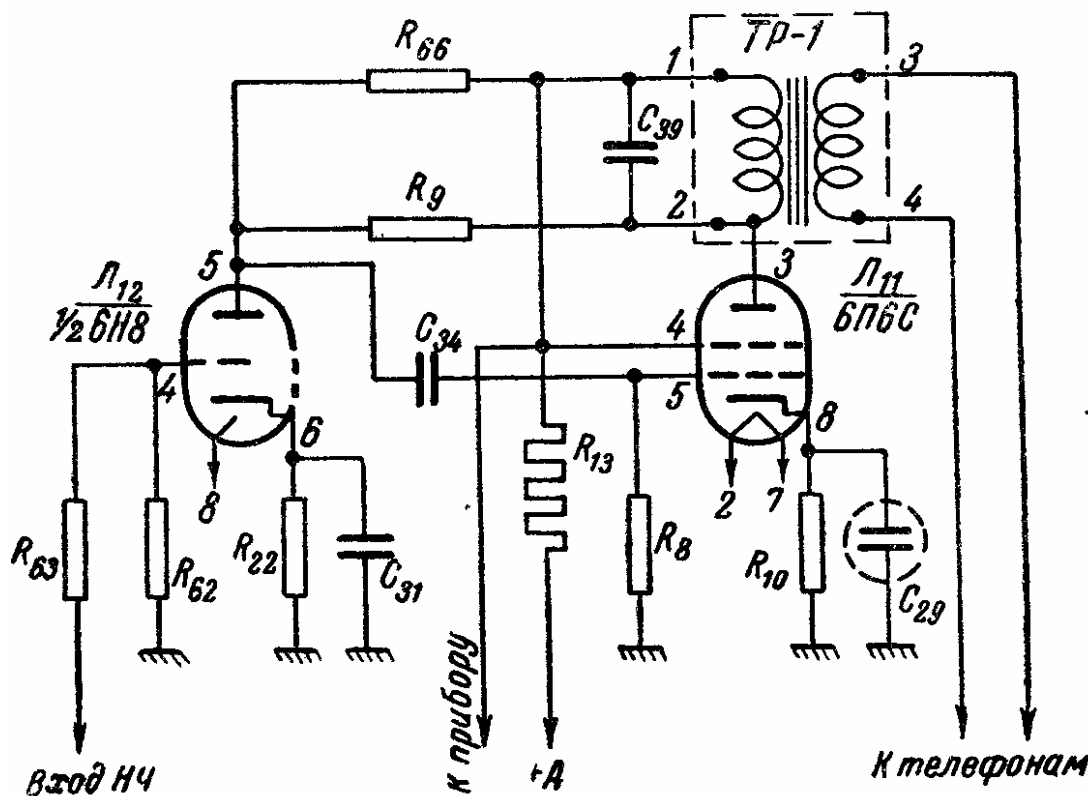 R66
ТР-1
1
3
C39
R9
2
4
5
3
Л12
1/2 6Н8
Л11
6П6С
C34
4
4
5
6
8
8
R13
2
7
R63
R62
R22
C31
R8
R10
C29
К прибору
Вход НЧ
+А
К телефонам